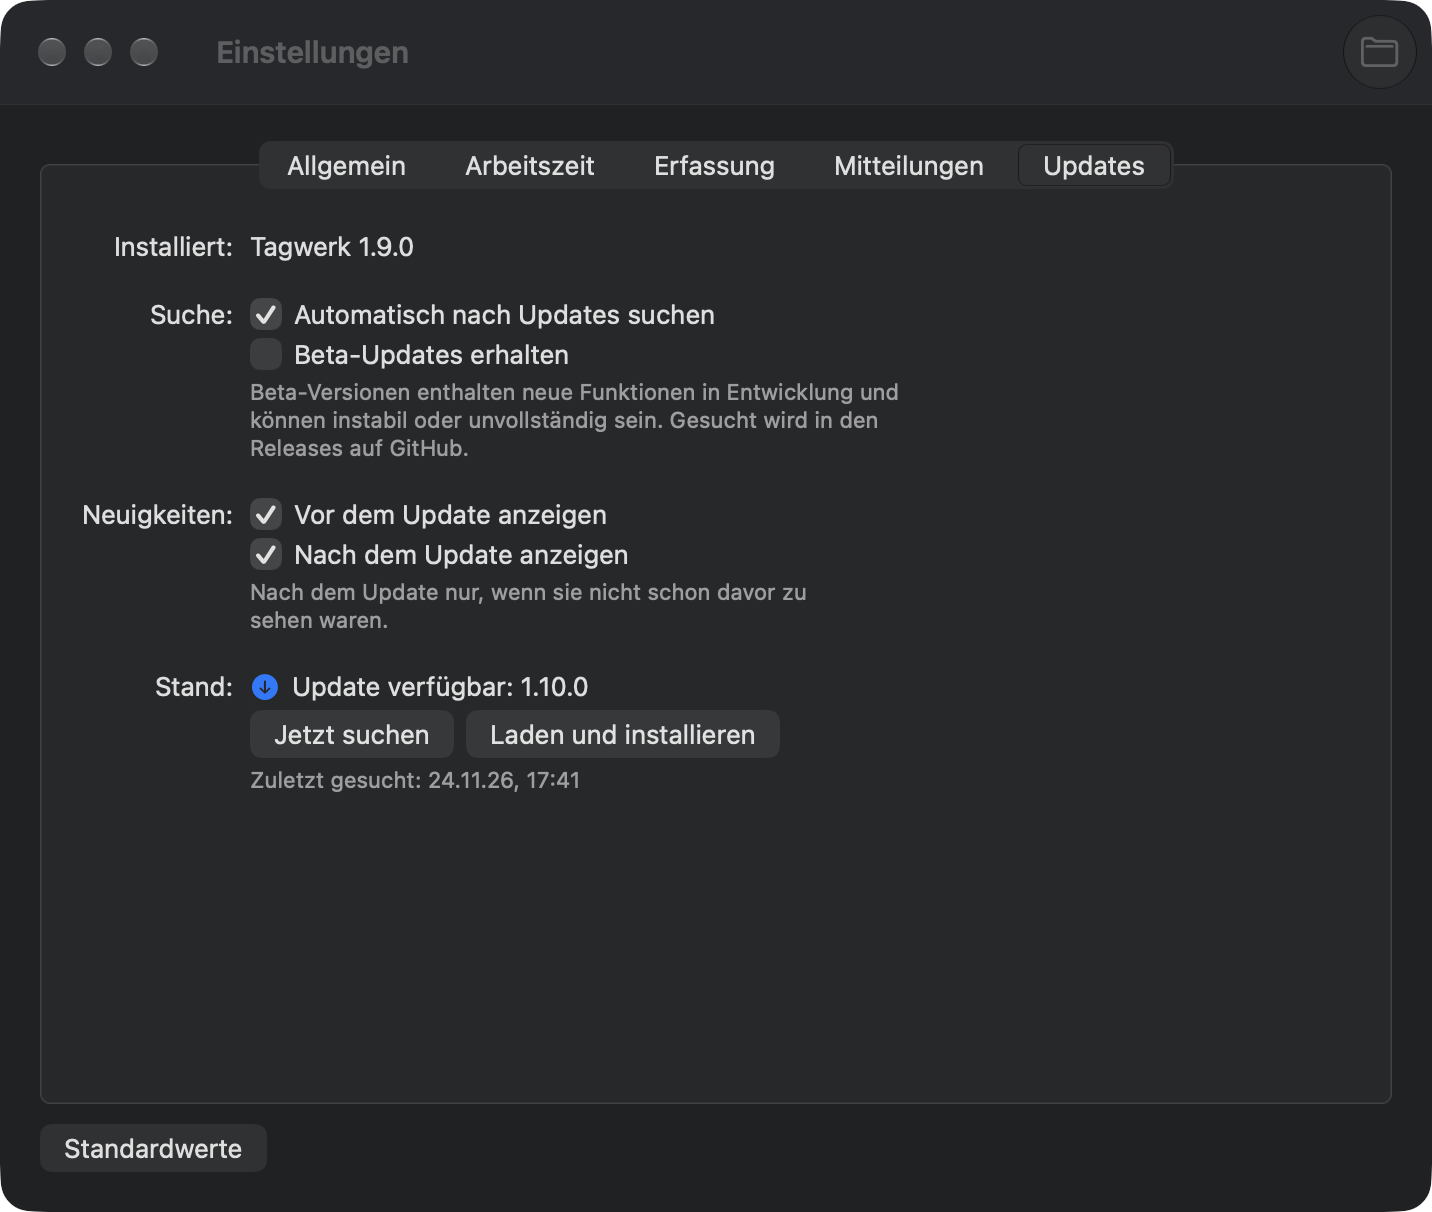 Einstellungen
Allgemein Arbeitszeit Erfassung Mitteilungen Updates
Installiert: Tagwerk 1.9.0
Suche: Automatisch nach Updates suchen
Beta-Updates erhalten
Beta-Versionen enthalten neue Funktionen in Entwicklung und
können instabil oder unvollständig sein. Gesucht wird in den
Releases auf GitHub.
Neuigkeiten: Vor dem Update anzeigen
Nach dem Update anzeigen
Nach dem Update nur, wenn sie nicht schon davor zu
sehen waren.
Stand: Update verfügbar: 1.10.0
Jetzt suchen Laden und installieren
Zuletzt gesucht: 24.11.26, 17:41
Standardwerte